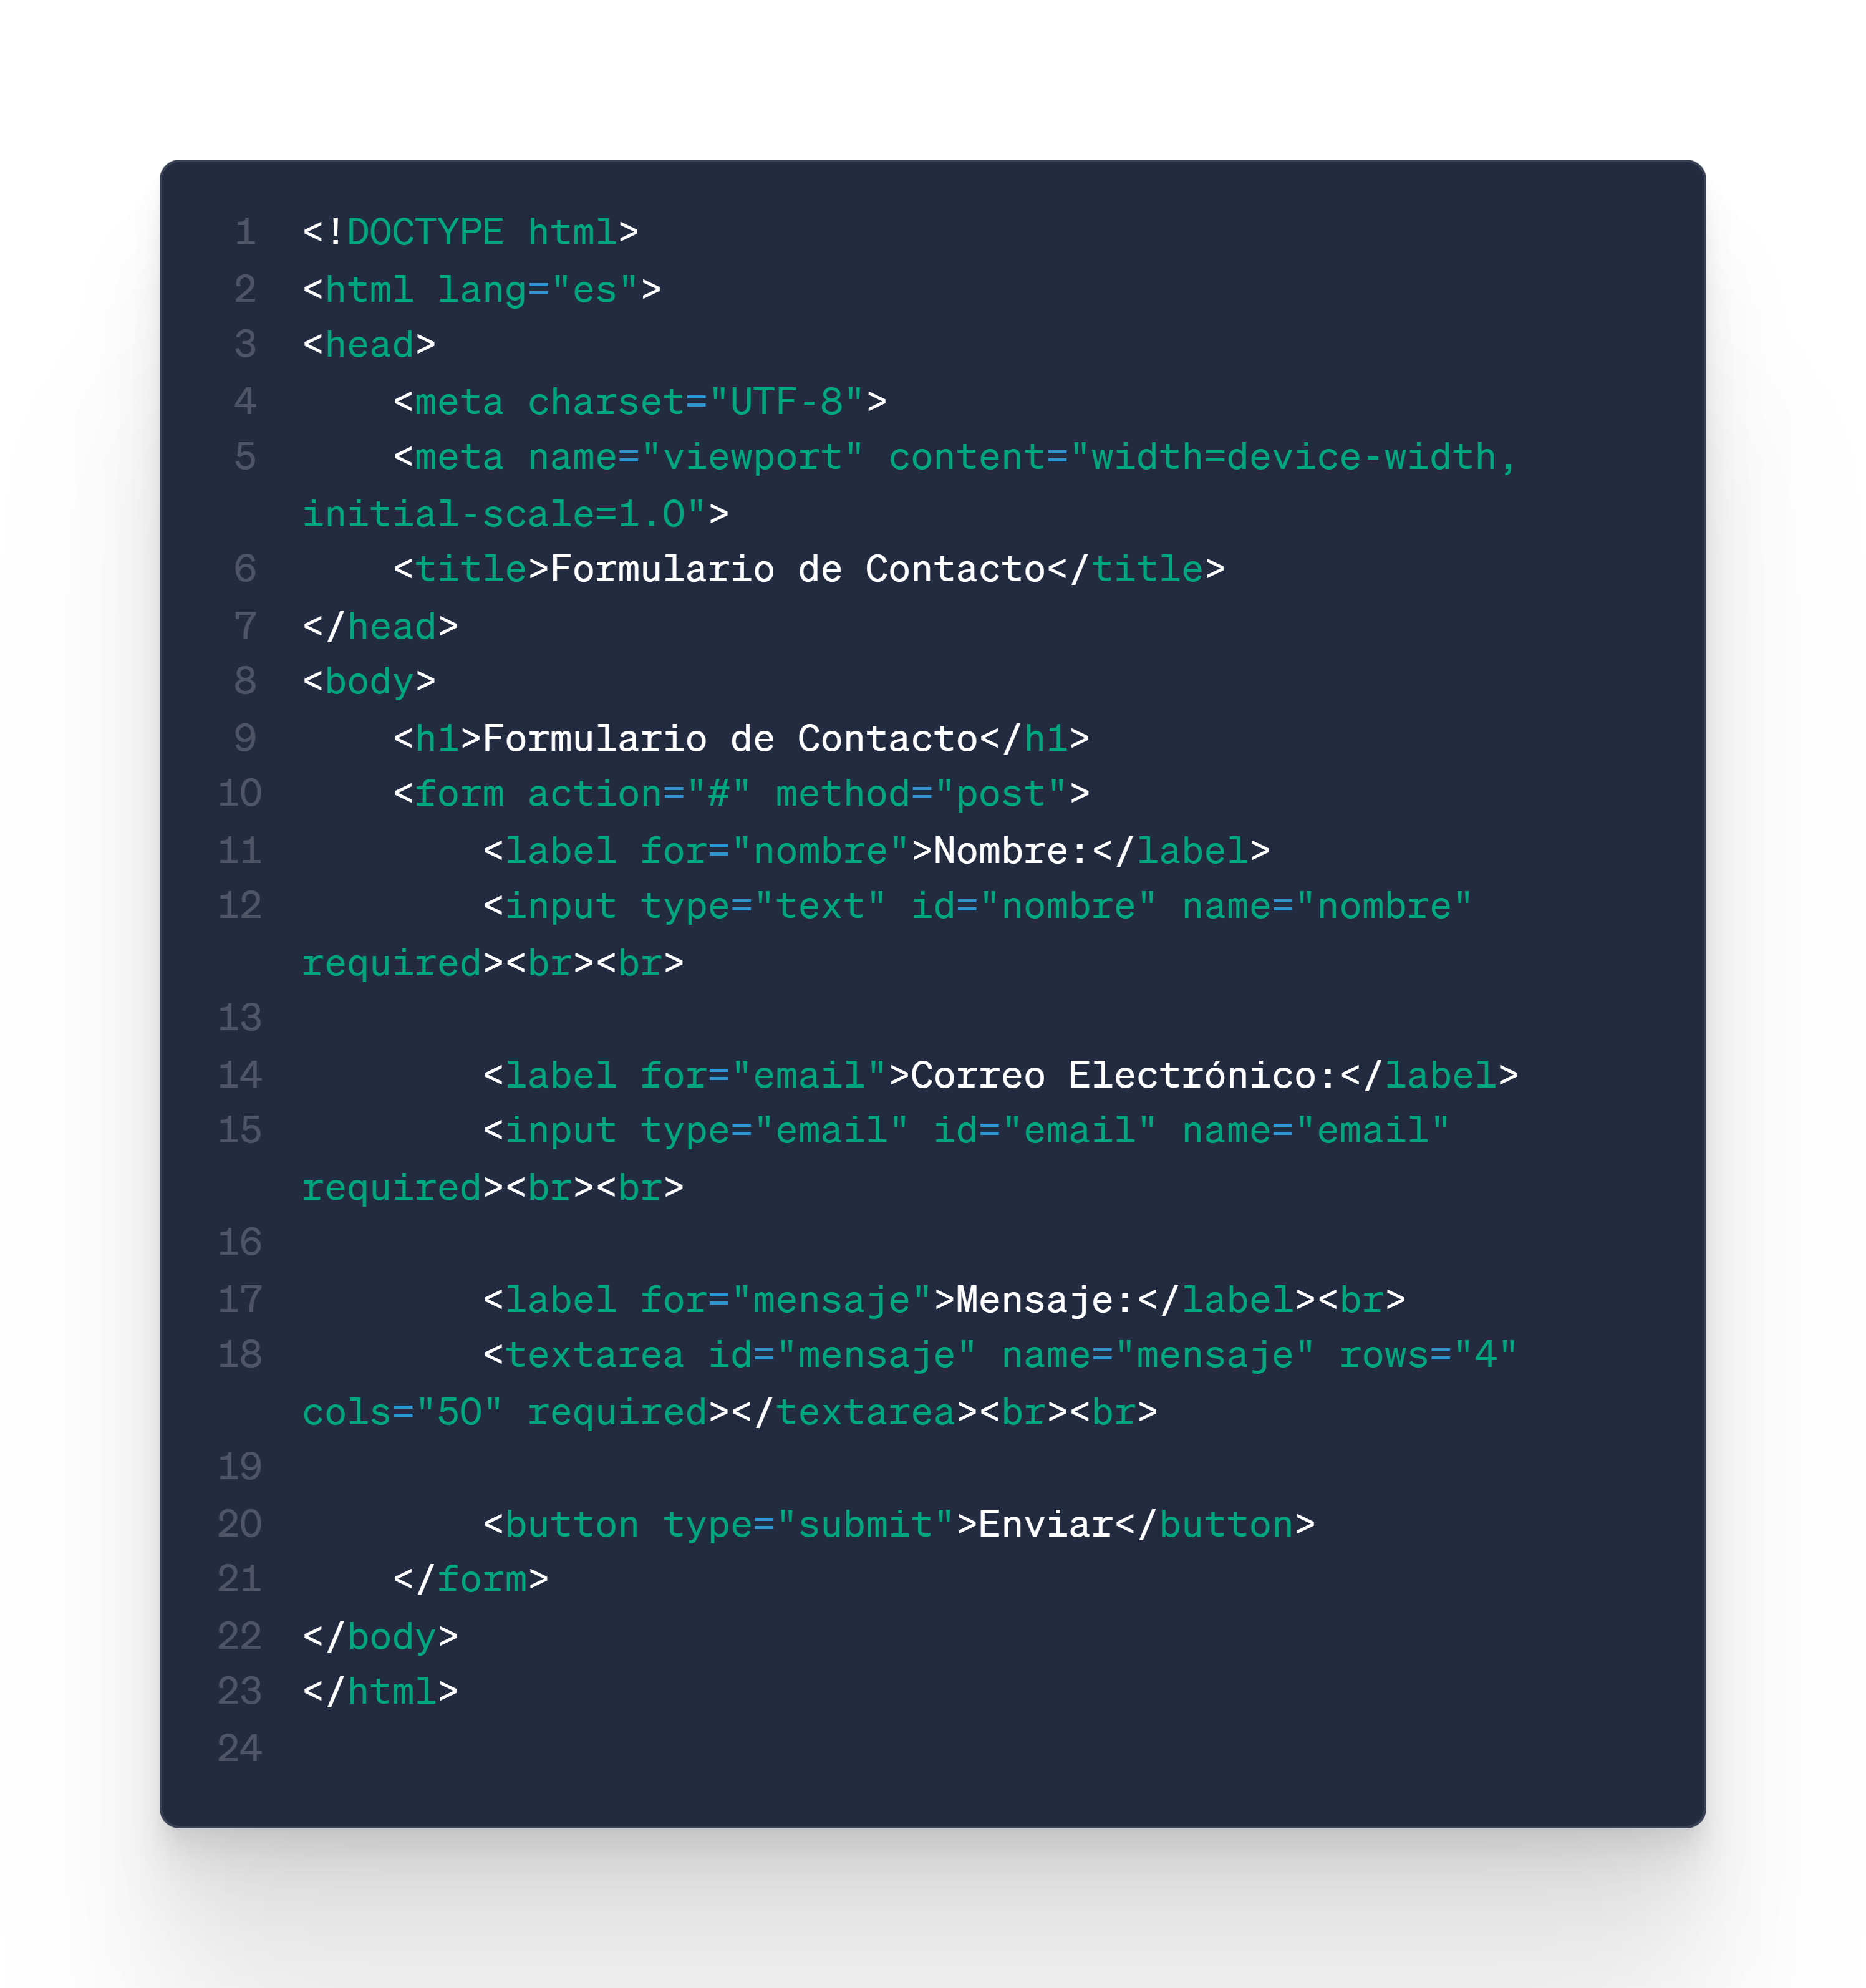 1 <!DOCTYPE html>
2 <html lang="es">
3 <head>
4     <meta charset="UTF-8">
5     <meta name="viewport" content="width=device-width,
initial-scale=1.0">
6     <title>Formulario de Contacto</title>
7 </head>
8 <body>
9     <h1>Formulario de Contacto</h1>
10     <form action="#" method="post">
11         <label for="nombre">Nombre:</label>
12         <input type="text" id="nombre" name="nombre"
required><br><br>
13
14         <label for="email">Correo Electrónico:</label>
15         <input type="email" id="email" name="email"
required><br><br>
16
17         <label for="mensaje">Mensaje:</label><br>
18         <textarea id="mensaje" name="mensaje" rows="4"
cols="50" required></textarea><br><br>
19
20         <button type="submit">Enviar</button>
21     </form>
22 </body>
23 </html>
24